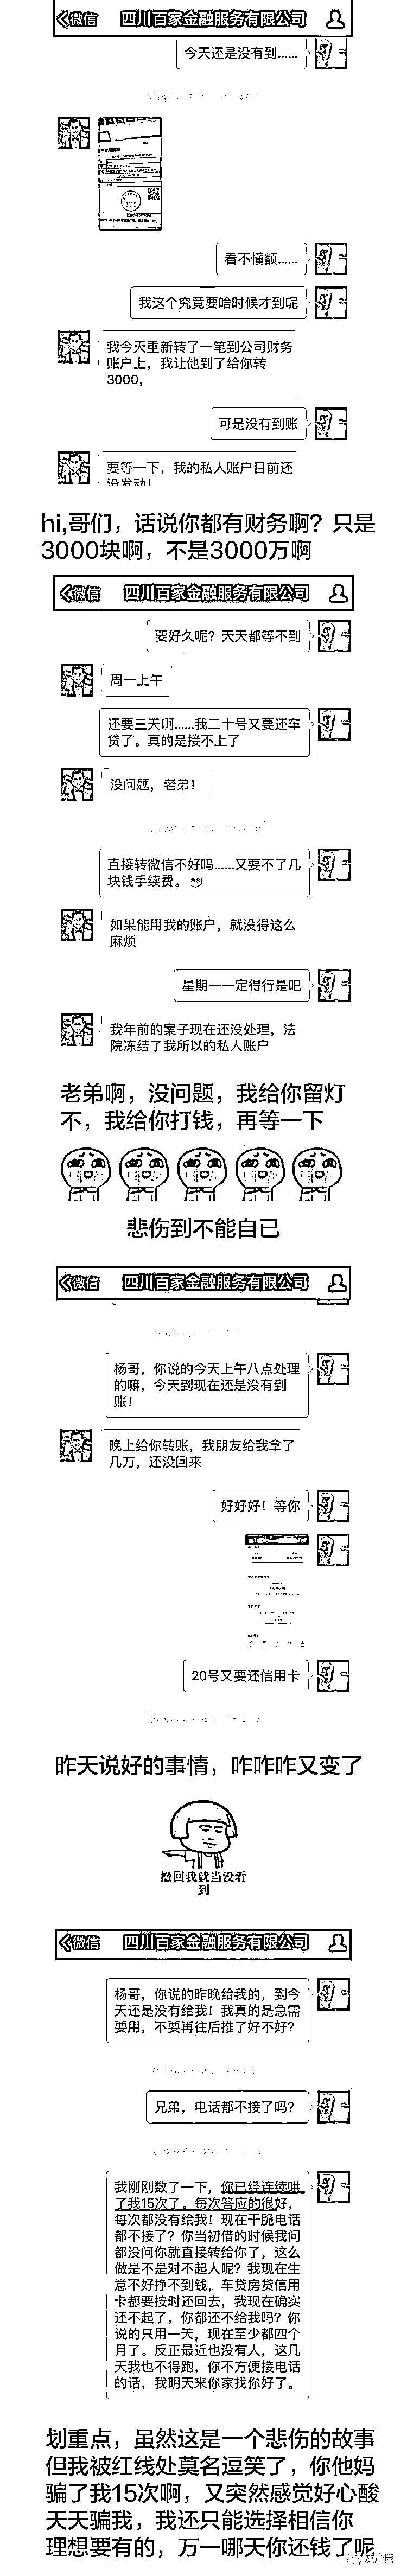 微信 四川百家金融服务有限公司
今天还是没有到......
看不懂额......
我这个究竟要啥时候才到呢
我今天重新转了一笔到公司财务
账户上，我让他到了给你转
3000,
可是没有到账
要等一下，我的私人账户目前还
没发动！
hi,哥们，话说你都有财务啊？只是
3000块啊，不是3000万啊
微信 四川百家金融服务有限公司
要好久呢？天天都等不到
周一上午
还要三天啊......我二十号又要还车
贷了。真的是接不上了
没问题，老弟！
直接转微信不好吗......又要不了几
块钱手续费。
如果能用我的账户，就没得这么
麻烦
星期一一定得行是吧
我年前的案子现在还没处理，法
院冻结了我所以的私人账户
老弟啊，没问题，我给你留灯
不，我给你打钱，再等一下
悲伤到不能自已
微信 四川百家金融服务有限公司
杨哥，你说的今天上午八点处理
的嘛，今天到现在还是没有到
账！
晚上给你转账，我朋友给我拿了
几万，还没回来
好好好！等你
20号又要还信用卡
昨天说好的事情，咋咋咋又变了
撤回我就当没看
到
微信 四川百家金融服务有限公司
杨哥，你说的昨晚给我的，到今
天还是没有给我！我真的是急需
要用，不要再往后推了好不好？
兄弟，电话都不接了吗？
我刚刚数了一下，你已经连续哄
了我15次了。每次答应的很好，
每次都没有给我！现在干脆电话
都不接了？你当初借的时候我问
都没问你就直接转给你了，这么
做是不是对不起人呢？我现在生
意不好挣不到钱，车贷房贷信用
卡都要按时还回去，我现在确实
还不起了，你都还不给我吗？你
说的只用一天，现在至少都四个
月了。反正最近也没有人，这几
天我也不得跑，你不方便接电话
的话，我明天来你家找你好了。
划重点，虽然这是一个悲伤的故事
但我被红线处莫名逗笑了，你他妈
骗了我15次啊，又突然感觉好心酸
天天骗我，我还只能选择相信你
理想要有的，万一哪天你还钱了呢
灰产圈